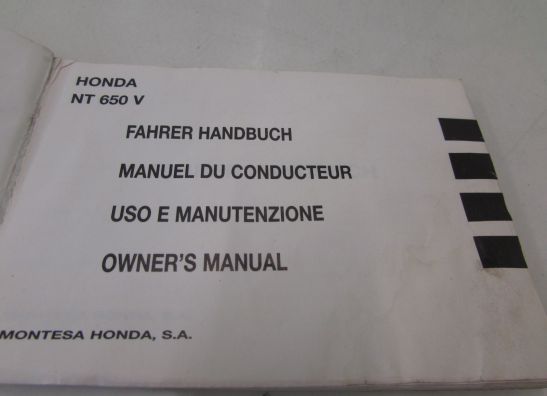 HONDA
NT 650 V
FAHRER HANDBUCH
MANUEL DU CONDUCTEUR
USO E MANUTENZIONE
OWNER'S MANUAL
MONTESA HONDA, S.A.